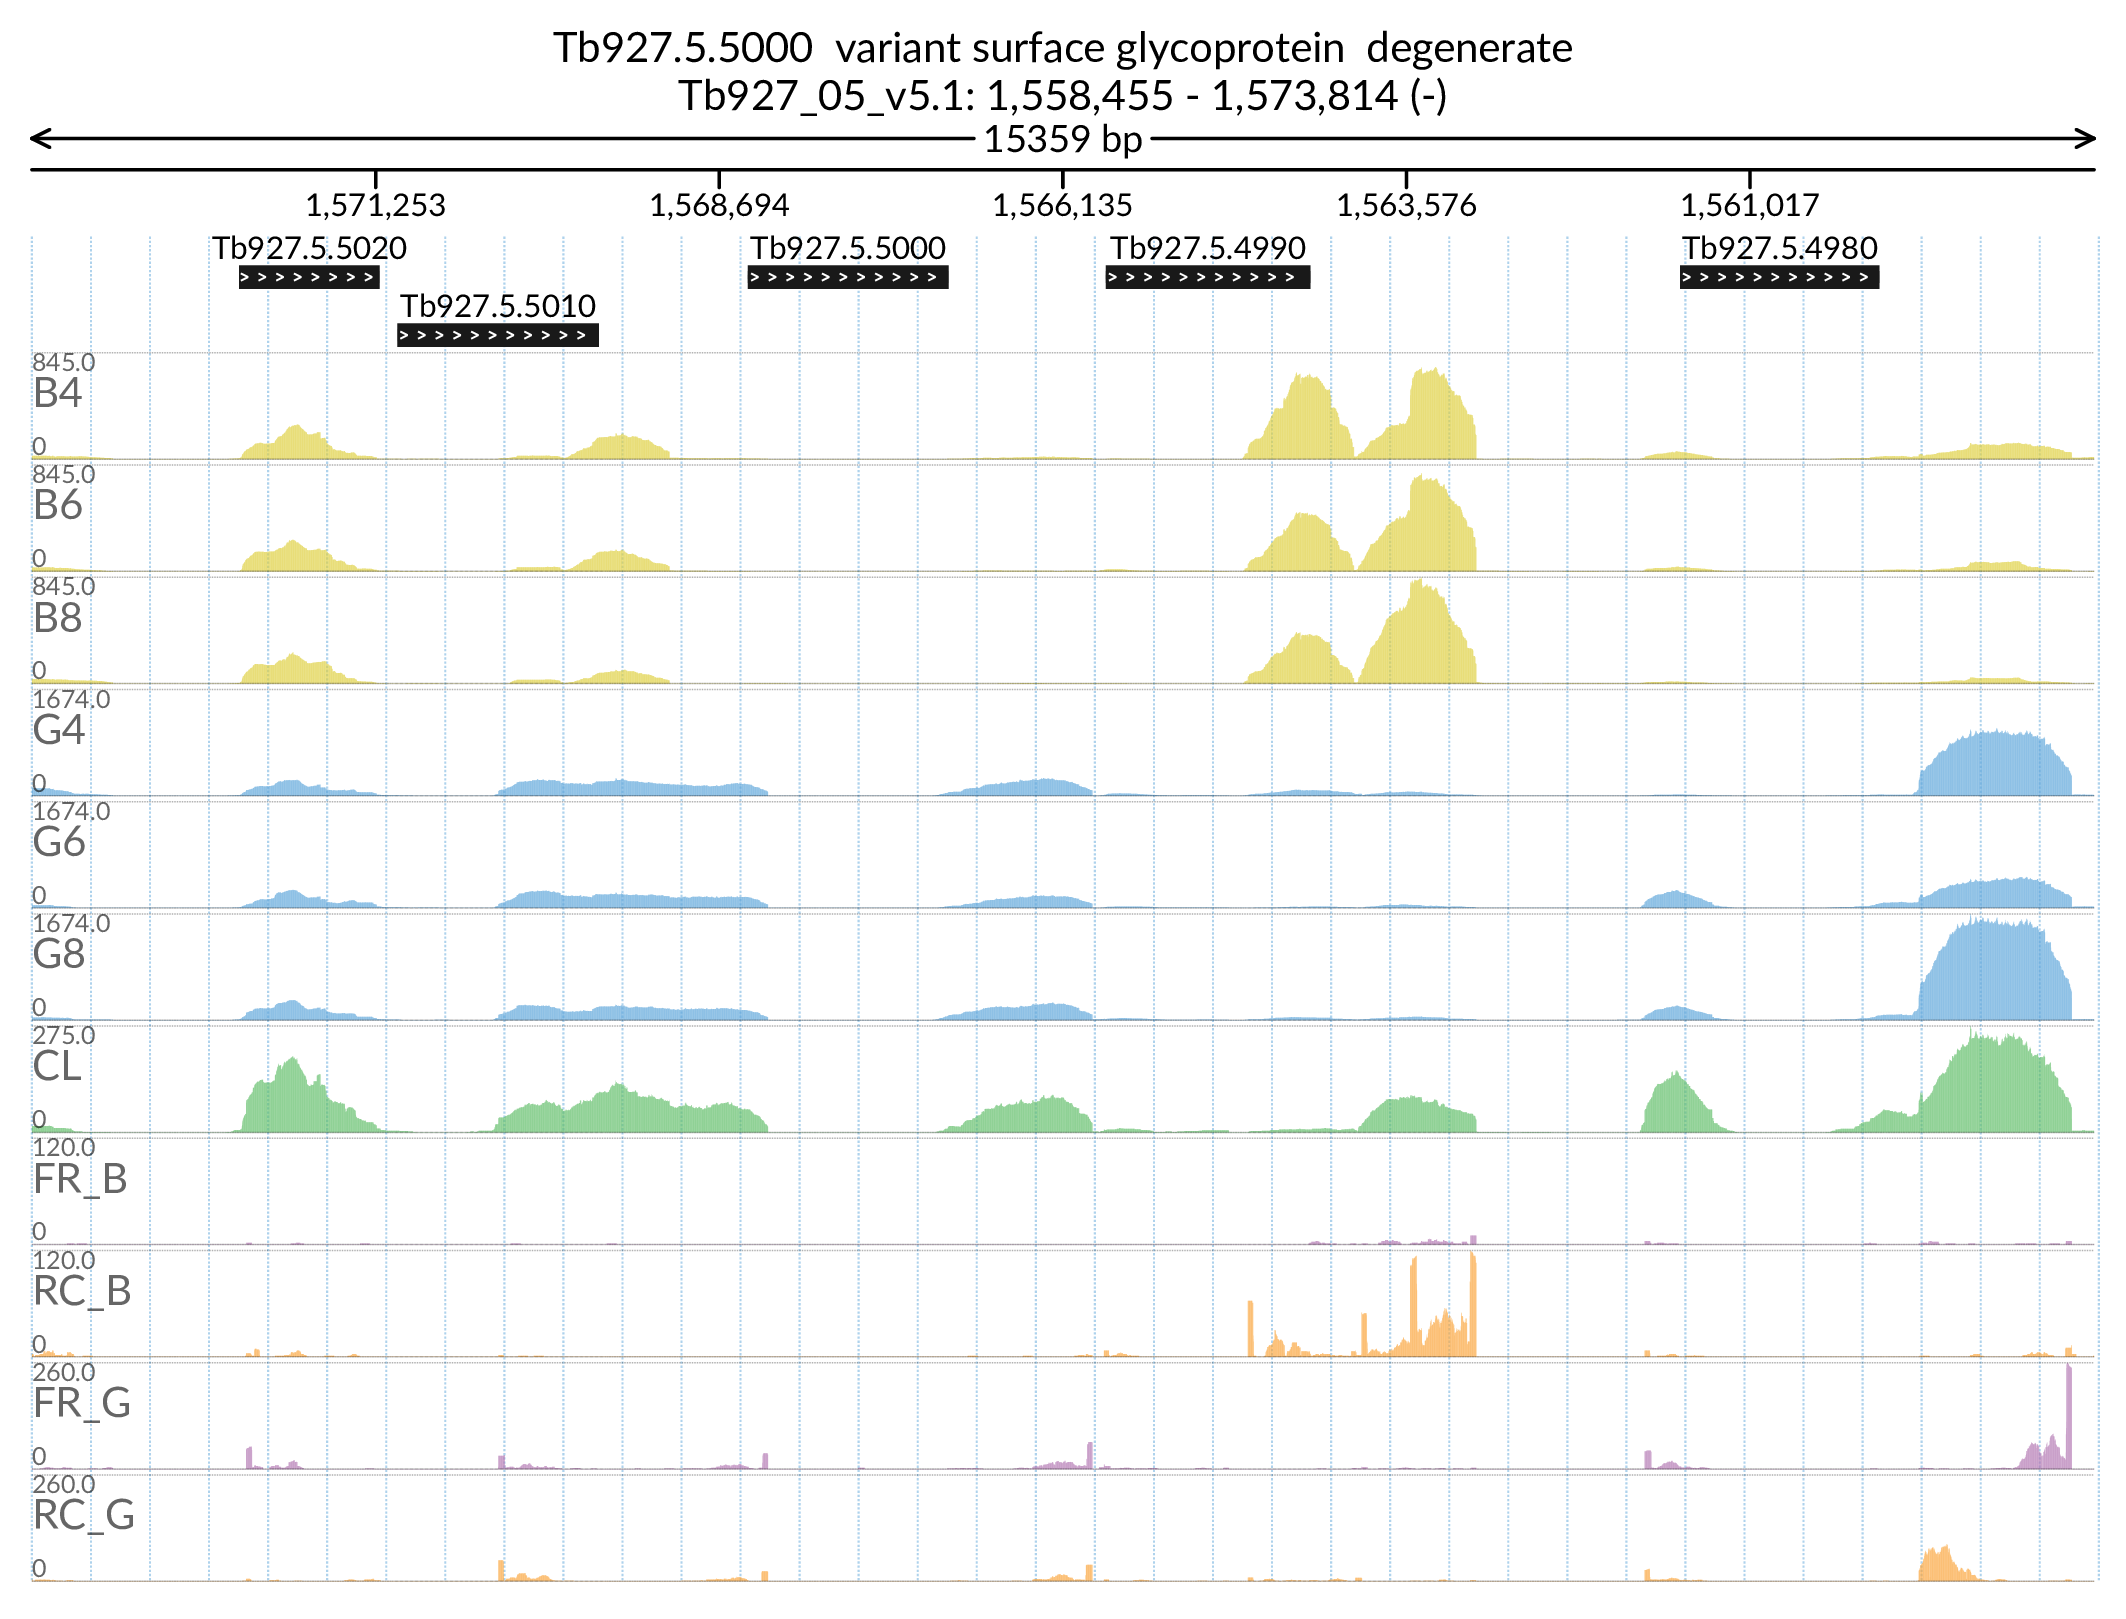 Tb927.5.5000  variant surface glycoprotein  degenerate
Tb927_05_v5.1: 1,558,455 - 1,573,814 (-)
15359 bp
1,571,253 1,568,694 1,566,135 1,563,576 1,561,017
Tb927.5.5020 Tb927.5.5000 Tb927.5.4990 Tb927.5.4980
Tb927.5.5010
845.0
B4
0
845.0
B6
0
845.0
B8
0
1674.0
G4
0
1674.0
G6
0
1674.0
G8
0
275.0
CL
0
120.0
FR_B
0
120.0
RC_B
0
260.0
FR_G
0
260.0
RC_G
0